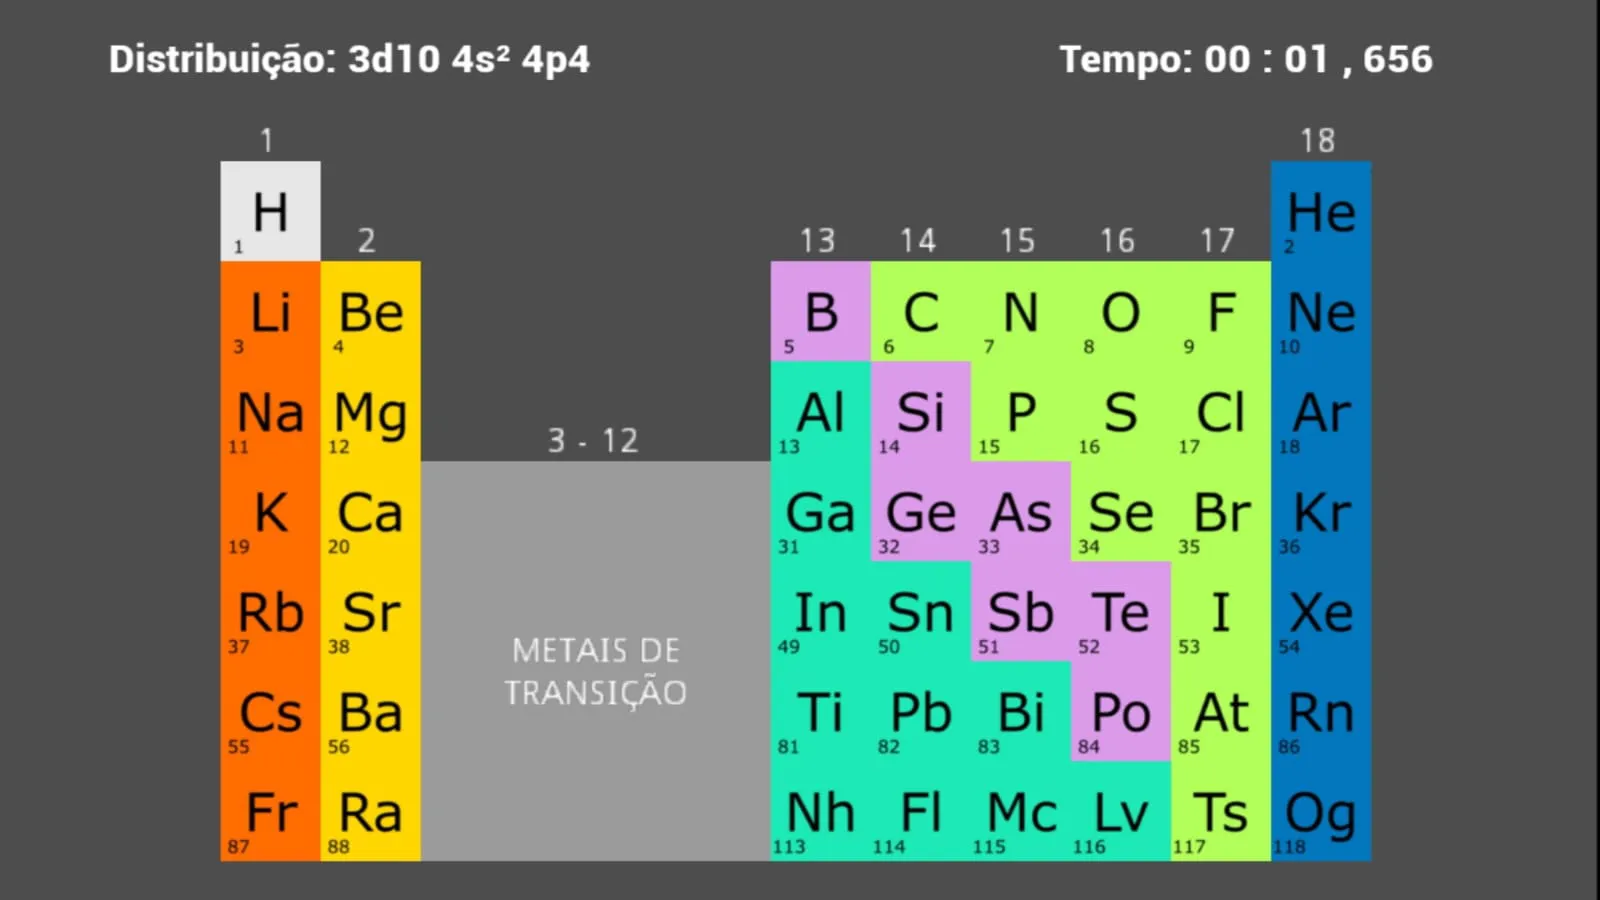 Distribuição: 3d10 4s² 4p4
Tempo: 00 : 01 , 656
1
18
H
1
He
2
2
13
14
15
16
17
Li
3
Be
4
B
5
C
6
N
7
O
8
F
9
Ne
10
Na
11
Mg
12
Al
13
Si
14
P
15
S
16
Cl
17
Ar
18
3 - 12
K
19
Ca
20
Ga
31
Ge
32
As
33
Se
34
Br
35
Kr
36
Rb
37
Sr
38
In
49
Sn
50
Sb
51
Te
52
I
53
Xe
54
METAIS DE
TRANSIÇÃO
Cs
55
Ba
56
Ti
81
Pb
82
Bi
83
Po
84
At
85
Rn
86
Fr
87
Ra
88
Nh
113
Fl
114
Mc
115
Lv
116
Ts
117
Og
118